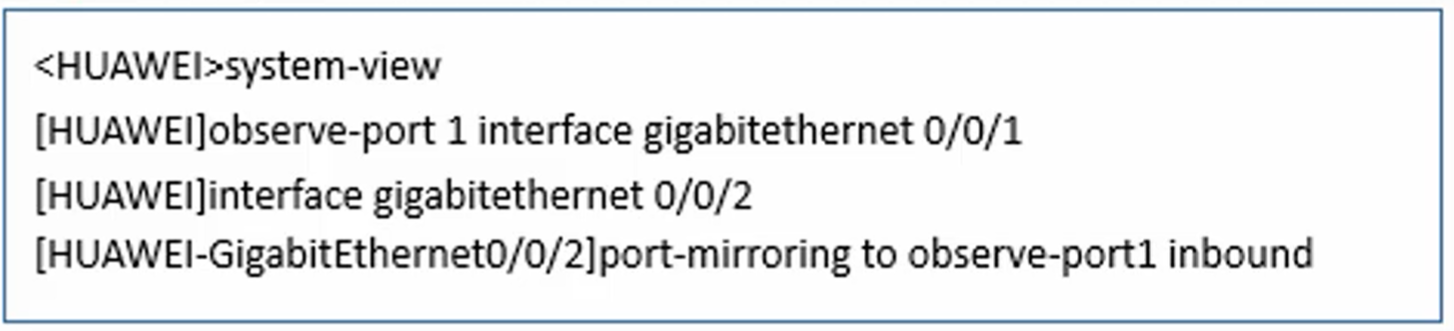 <HUAWEI>system-view
[HUAWEI]observe-port 1 interface gigabitethernet 0/0/1
[HUAWEI]interface gigabitethernet 0/0/2
[HUAWEI-GigabitEthernet0/0/2]port-mirroring to observe-port1 inbound